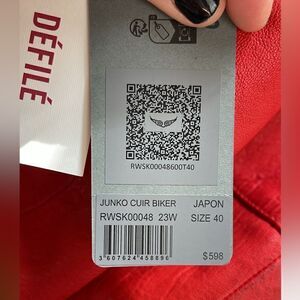 DÉFILÉ
RWSK00048600T40
JUNKO CUIR BIKER JAPON
RWSK00048 23W SIZE 40
3607624458896
$598